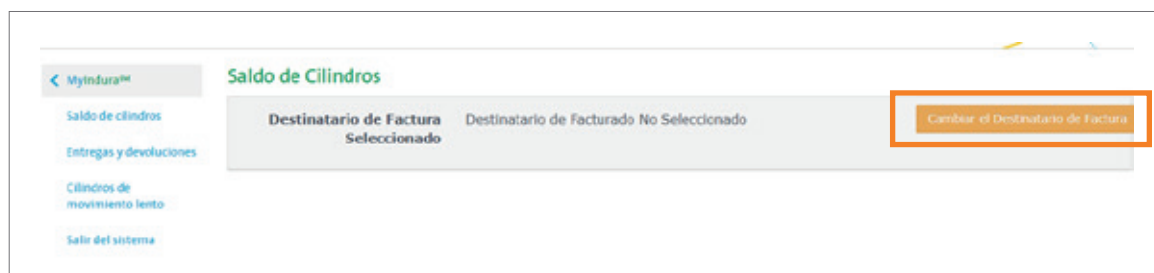 MyIndura℠
Saldo de cilindros
Entregas y devoluciones
Cilindros de
movimiento lento
Salir del sistema
Saldo de Cilindros
Destinatario de Factura
Seleccionado
Destinatario de Facturado No Seleccionado
Cambiar el Destinatario de Factura